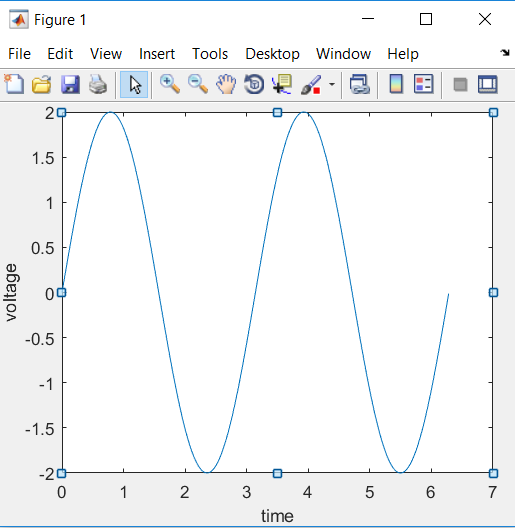 Figure 1
File Edit View Insert Tools Desktop Window Help
2
1.5
1
0.5
0
-0.5
-1
-1.5
-2
voltage
0 1 2 3 4 5 6 7
time